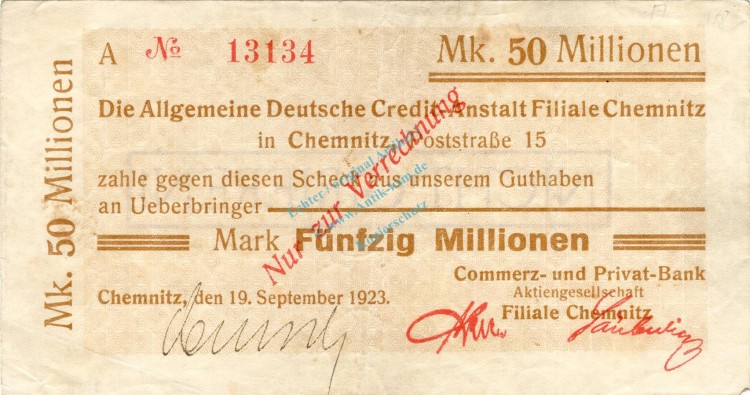 A No 13134 Mk. 50 Millionen
Mk. 50 Millionen
Die Allgemeine Deutsche Credit-Anstalt Filiale Chemnitz
in Chemnitz, Poststraße 15
zahle gegen diesen Scheck aus unserem Guthaben
an Ueberbringer
Mark Fünfzig Millionen
Nur zur Verrechnung
Commerz- und Privat-Bank
Aktiengesellschaft
Filiale Chemnitz
Chemnitz, den 19. September 1923.